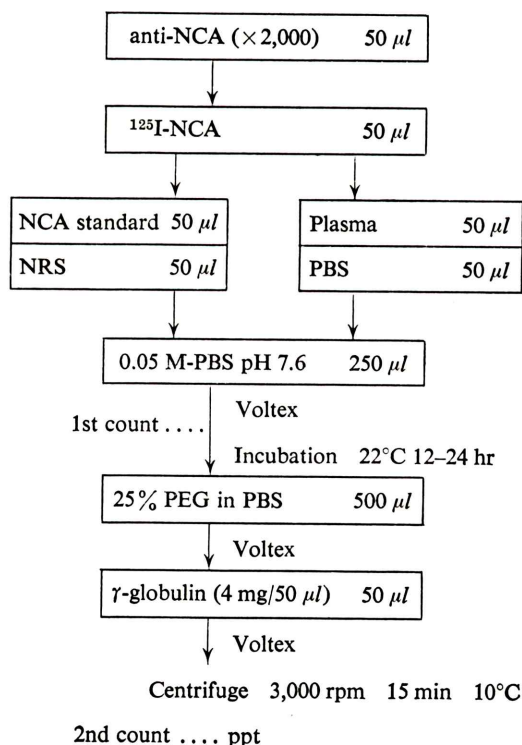 anti-NCA (×2,000) 50 μl
¹²⁵I-NCA 50 μl
NCA standard 50 μl
NRS 50 μl
Plasma 50 μl
PBS 50 μl
0.05 M-PBS pH 7.6 250 μl
Voltex
1st count ....
Incubation 22°C 12–24 hr
25% PEG in PBS 500 μl
Voltex
γ-globulin (4 mg/50 μl) 50 μl
Voltex
Centrifuge 3,000 rpm 15 min 10°C
2nd count .... ppt